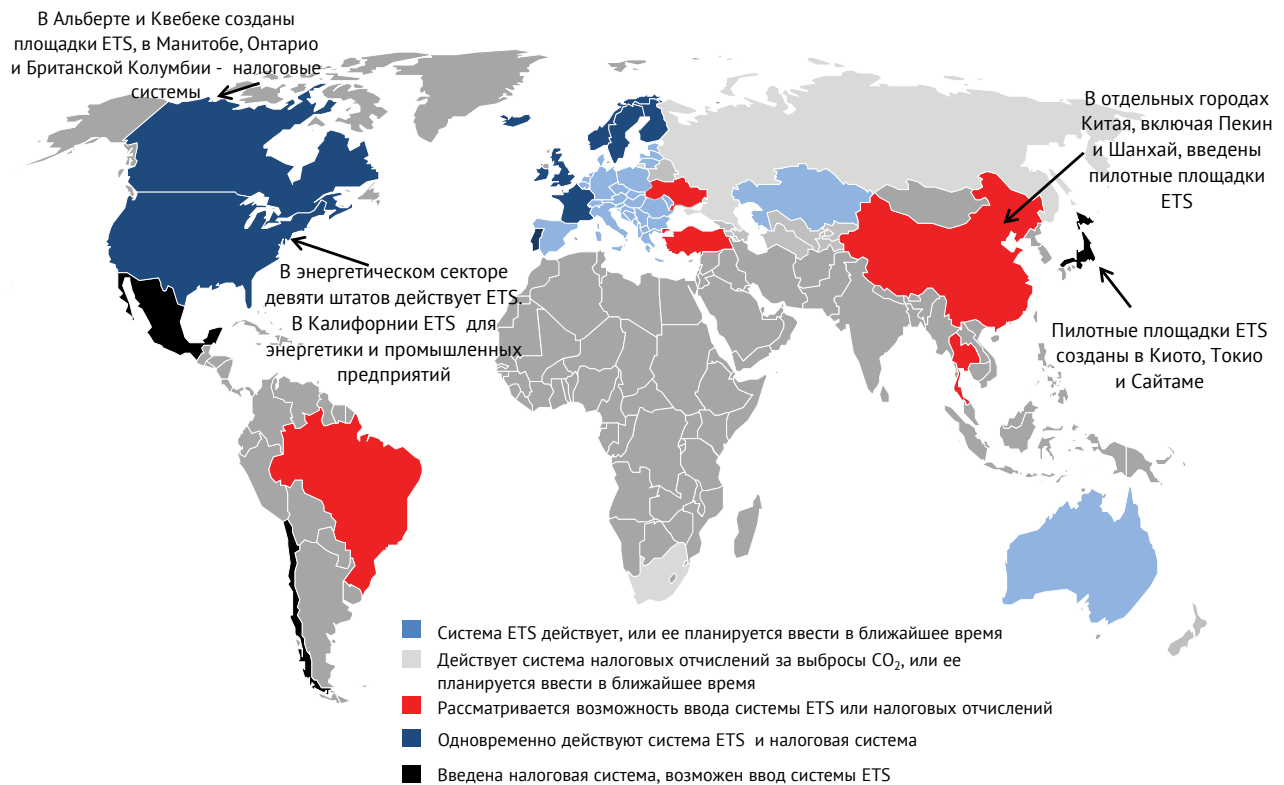 В Альберте и Квебеке созданы
площадки ETS, в Манитобе, Онтарио
и Британской Колумбии - налоговые
системы
В отдельных городах
Китая, включая Пекин
и Шанхай, введены
пилотные площадки
ETS
В энергетическом секторе
девяти штатов действует ETS.
В Калифорнии ETS для
энергетики и промышленных
предприятий
Пилотные площадки ETS
созданы в Киото, Токио
и Сайтаме
Система ETS действует, или ее планируется ввести в ближайшее время
Действует система налоговых отчислений за выбросы CO₂, или ее
планируется ввести в ближайшее время
Рассматривается возможность ввода системы ETS или налоговых отчислений
Одновременно действуют система ETS и налоговая система
Введена налоговая система, возможен ввод системы ETS